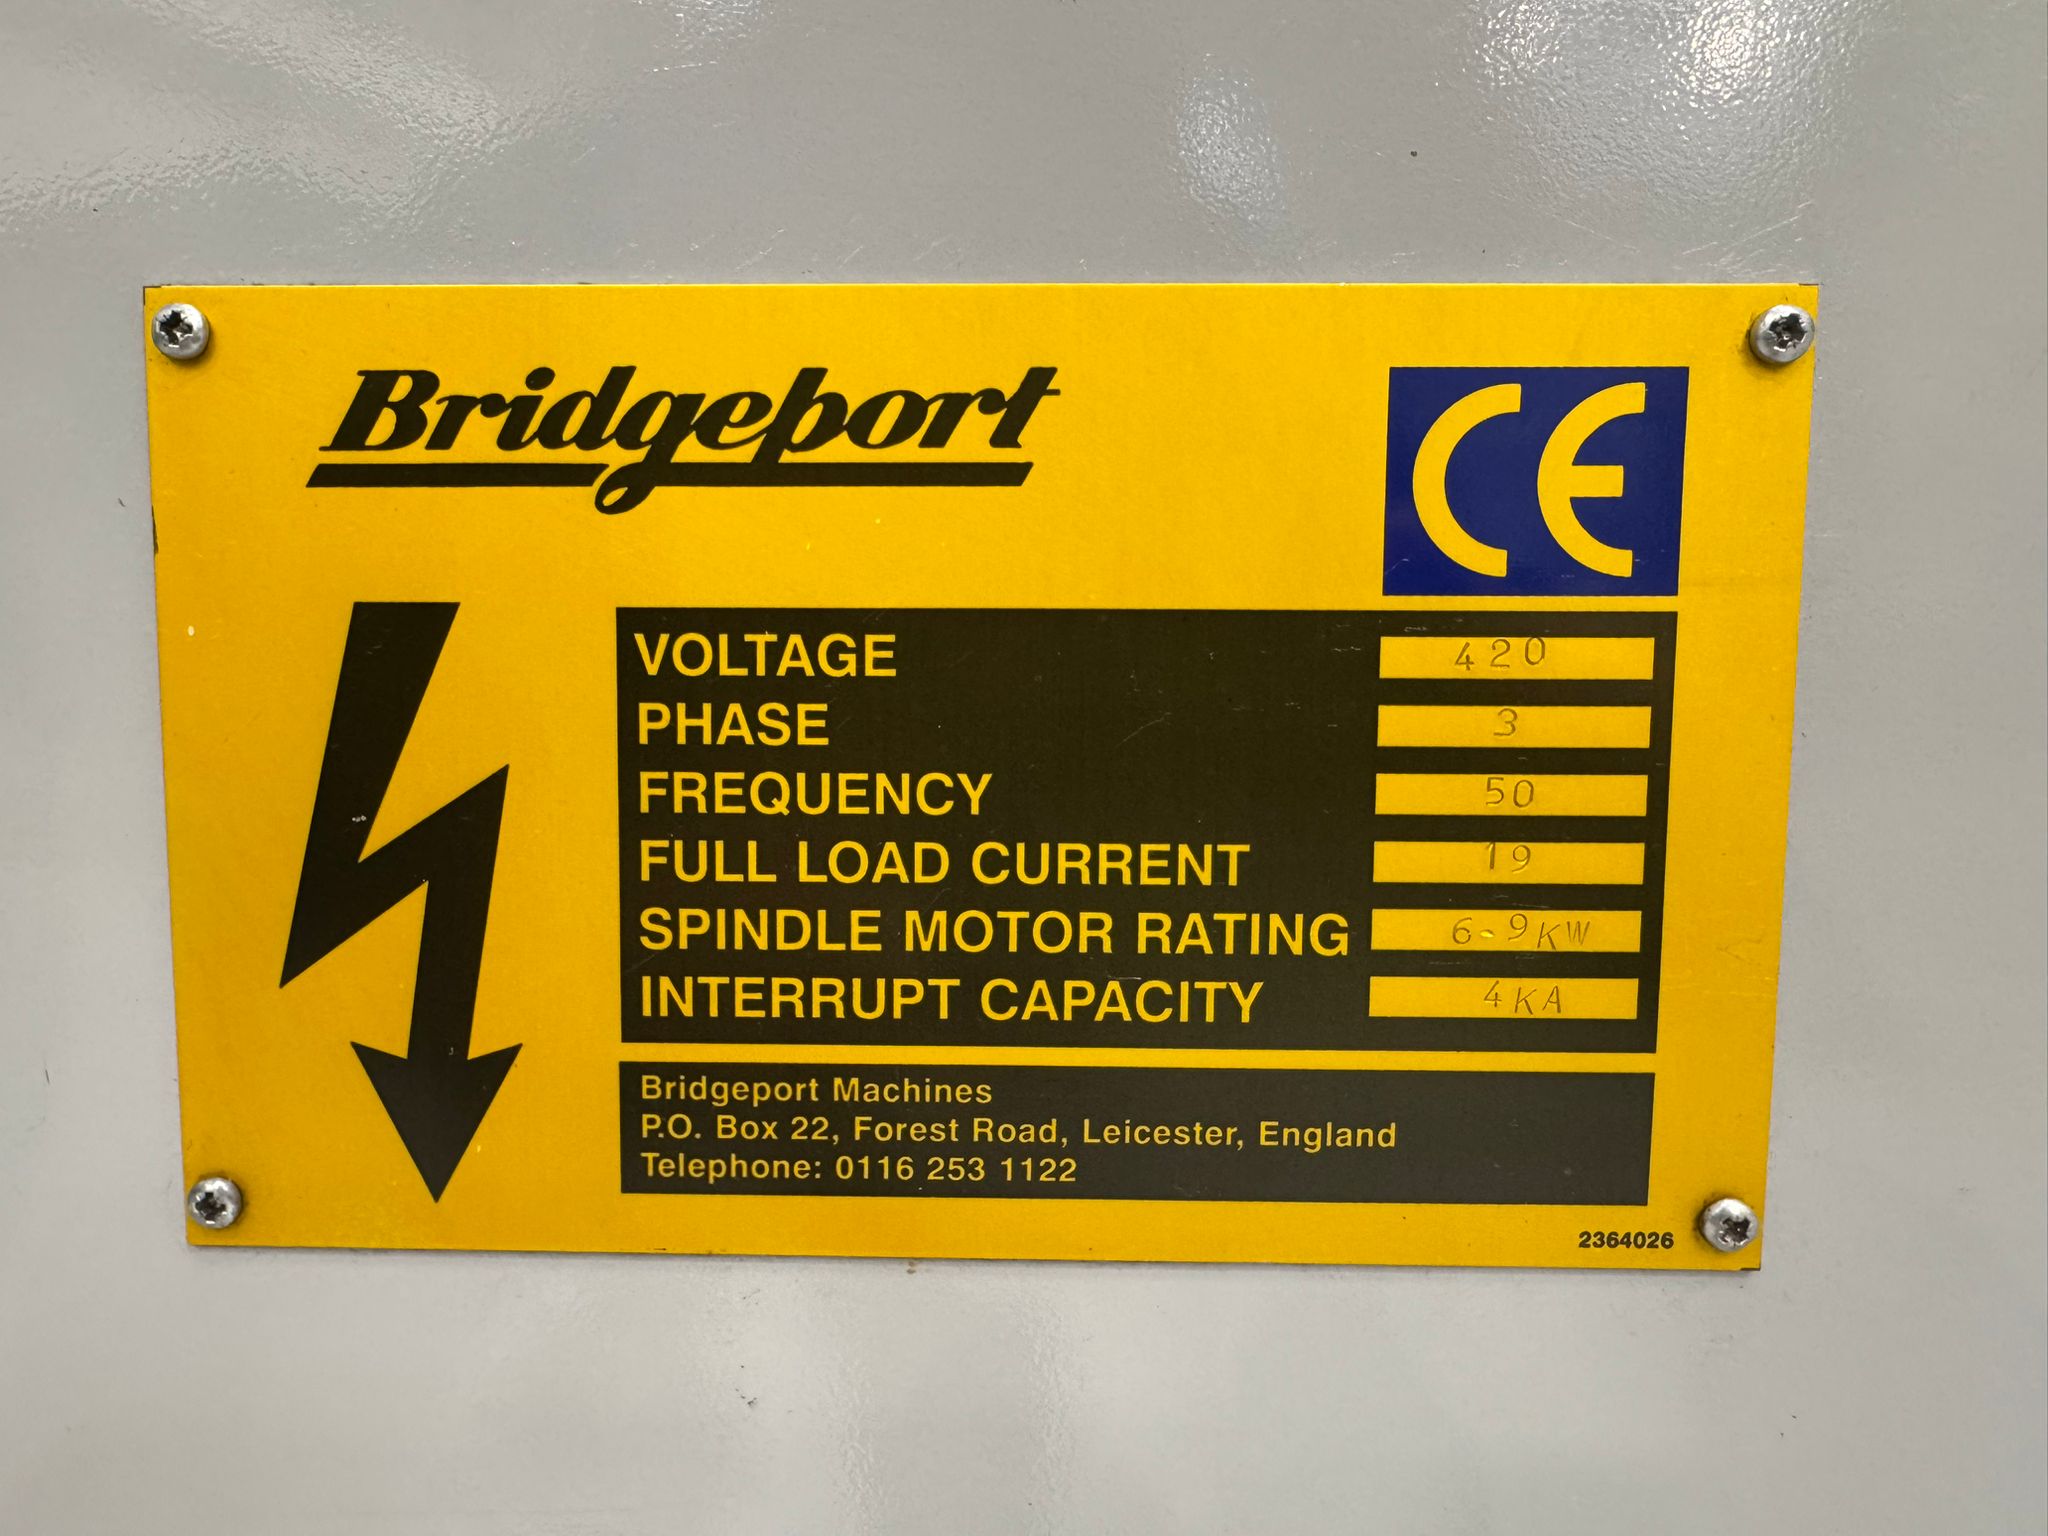 Bridgeport
CE
VOLTAGE 420
PHASE 3
FREQUENCY 50
FULL LOAD CURRENT 19
SPINDLE MOTOR RATING 6.9KW
INTERRUPT CAPACITY 4KA
Bridgeport Machines
P.O. Box 22, Forest Road, Leicester, England
Telephone: 0116 253 1122
2364026